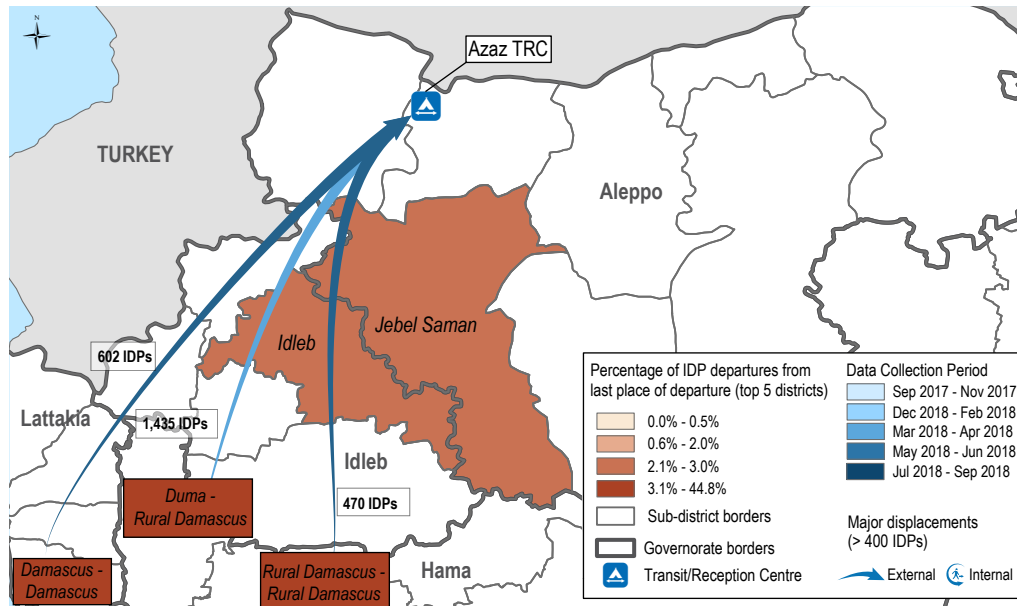 N
Azaz TRC
TURKEY
Aleppo
Jebel Saman
Idleb
602 IDPs
Lattakia
1,435 IDPs
Idleb
470 IDPs
Duma -
Rural Damascus
Damascus -
Damascus
Rural Damascus -
Rural Damascus
Hama
Percentage of IDP departures from
last place of departure (top 5 districts)
0.0% - 0.5%
0.6% - 2.0%
2.1% - 3.0%
3.1% - 44.8%
Sub-district borders
Governorate borders
Transit/Reception Centre
Data Collection Period
Sep 2017 - Nov 2017
Dec 2018 - Feb 2018
Mar 2018 - Apr 2018
May 2018 - Jun 2018
Jul 2018 - Sep 2018
Major displacements
(> 400 IDPs)
External
Internal